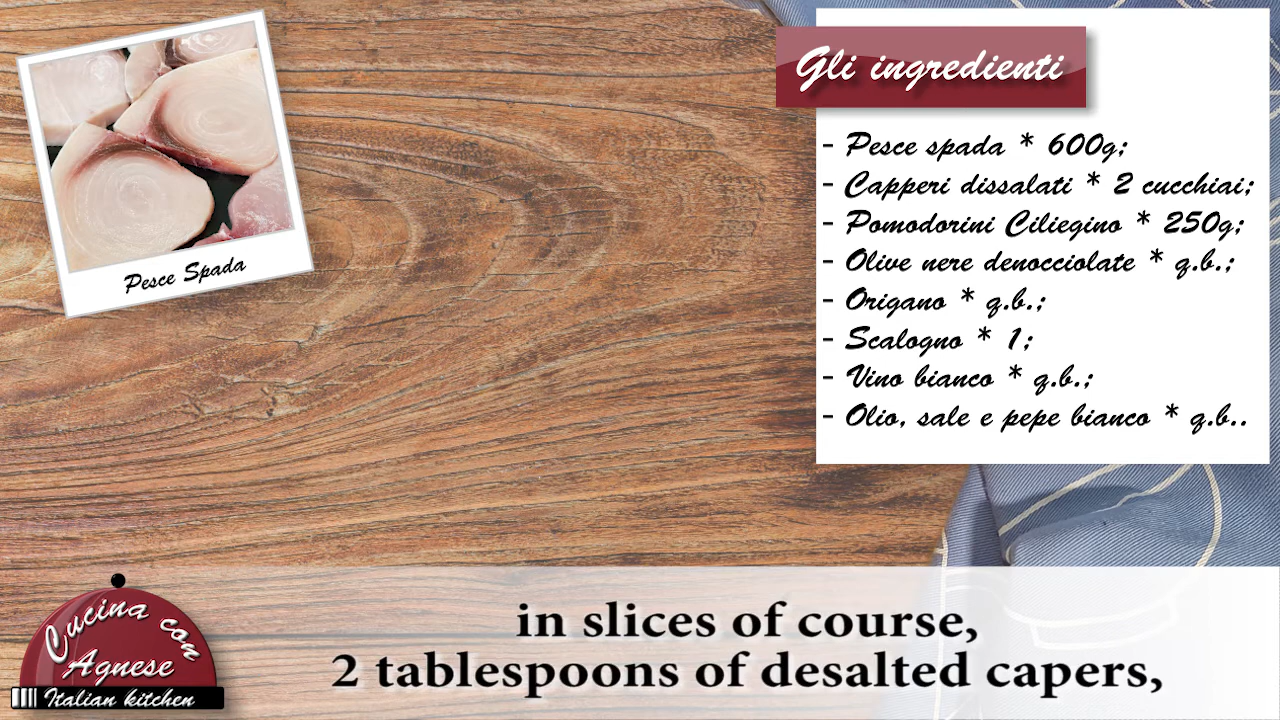 Pesce Spada
Gli ingredienti
- Pesce spada * 600g;
- Capperi dissalati * 2 cucchiai;
- Pomodorini Ciliegino * 250g;
- Olive nere denocciolate * q.b.;
- Origano * q.b.;
- Scalogno * 1;
- Vino bianco * q.b.;
- Olio, sale e pepe bianco * q.b..
in slices of course,
2 tablespoons of desalted capers,
Cucina con
Agnese
Italian kitchen